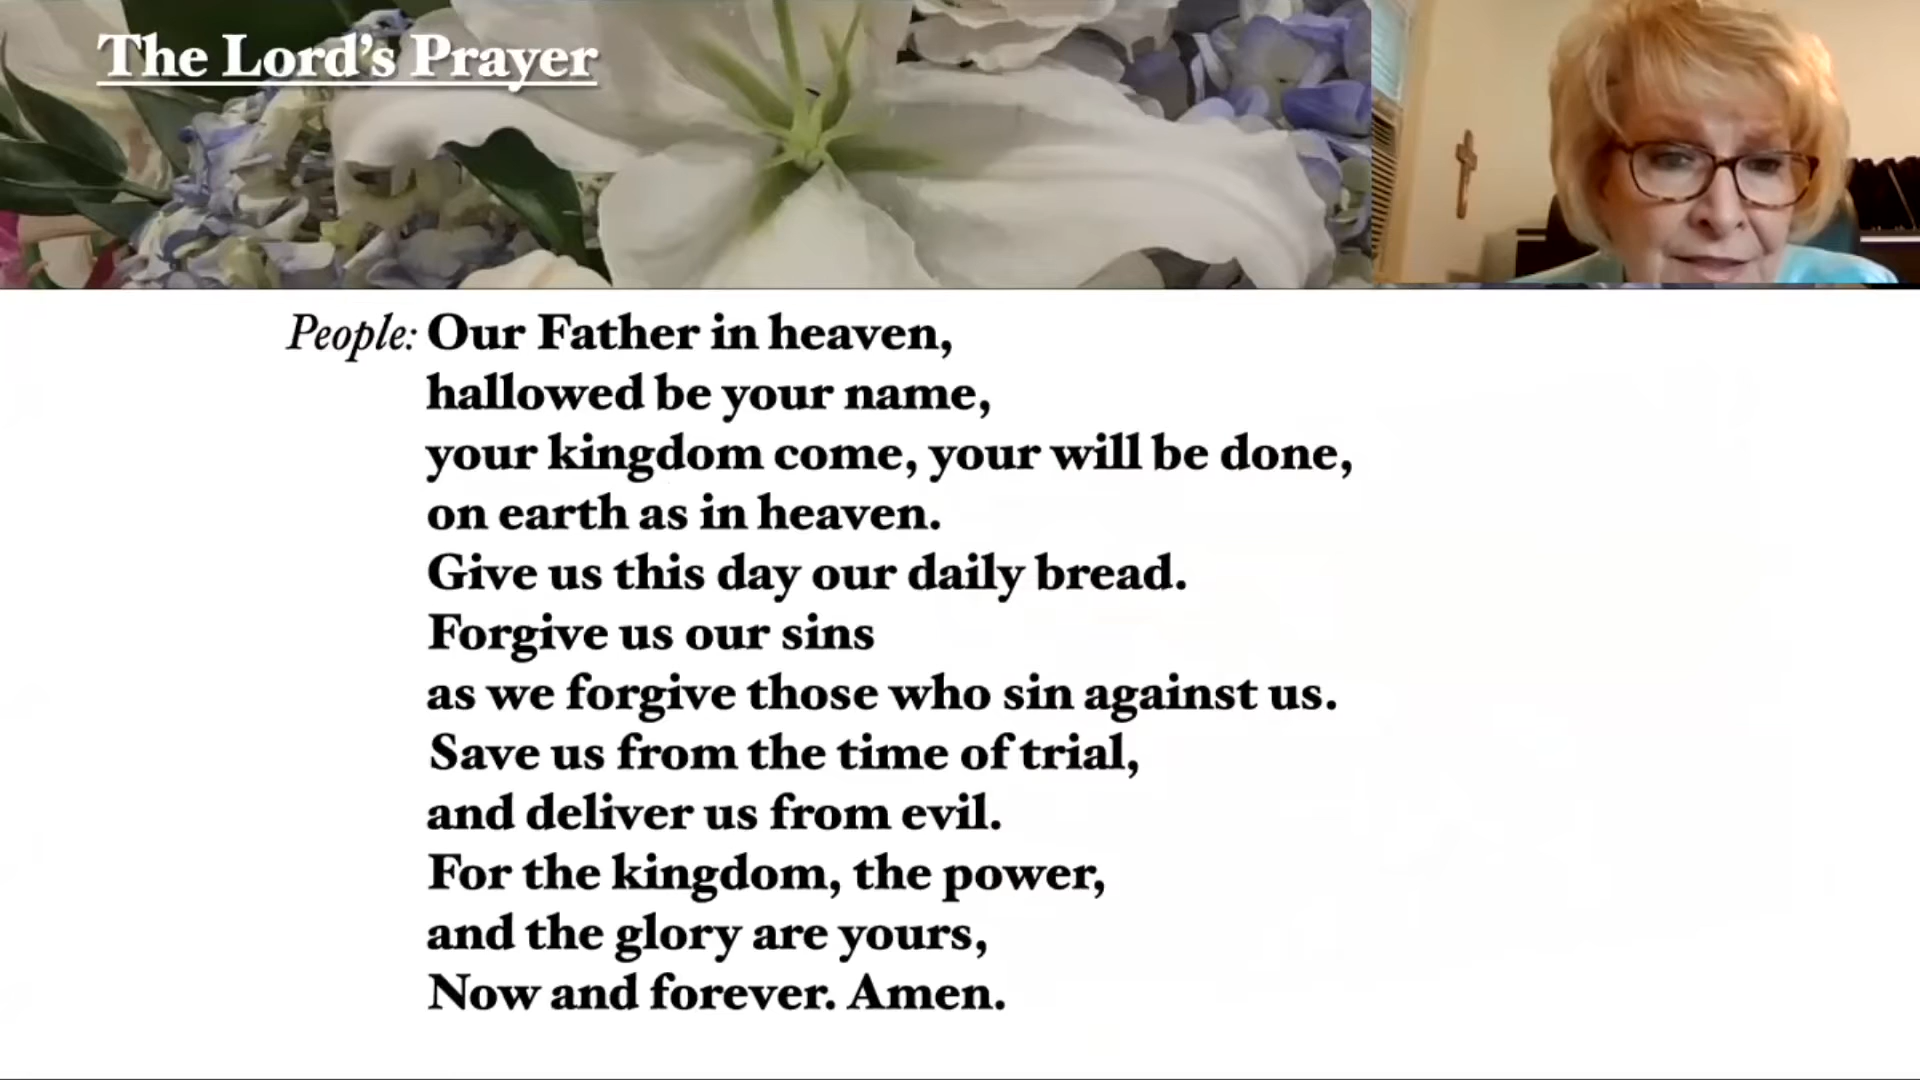 The Lord's Prayer
People: Our Father in heaven,
hallowed be your name,
your kingdom come, your will be done,
on earth as in heaven.
Give us this day our daily bread.
Forgive us our sins
as we forgive those who sin against us.
Save us from the time of trial,
and deliver us from evil.
For the kingdom, the power,
and the glory are yours,
Now and forever. Amen.